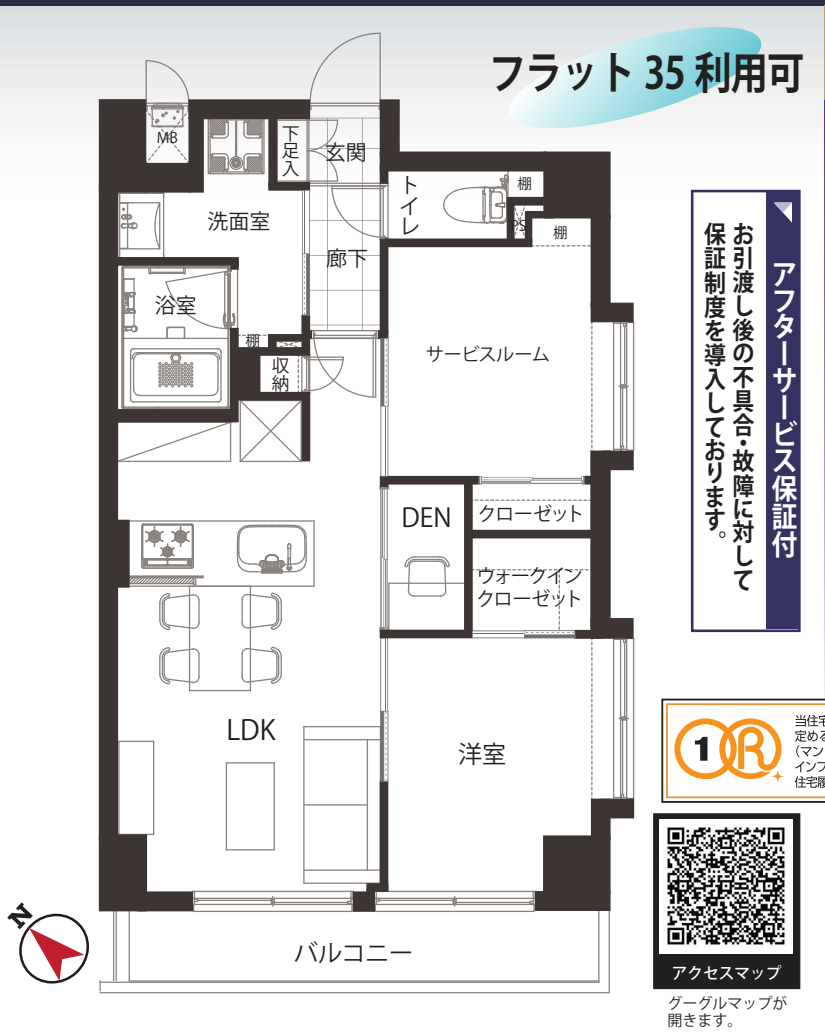 フラット 35 利用可
MB
下足入
玄関
トイレ
棚
PS
棚
洗面室
廊下
浴室
棚
収納
サービスルーム
DEN
クローゼット
ウォークイン
クローゼット
LDK
洋室
バルコニー
N
アフターサービス保証付
お引渡し後の不具合・故障に対して
保証制度を導入しております。
1 R
当住宅
定める
(マン
インフ
住宅履
アクセスマップ
グーグルマップが
開きます。